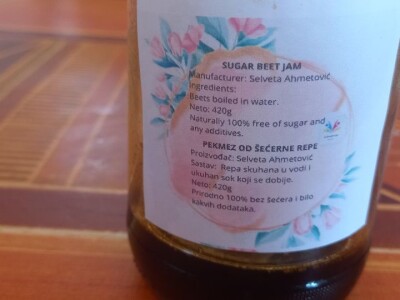 SUGAR BEET JAM
Manufacturer: Selveta Ahmetović
Ingredients:
Beets boiled in water.
Neto: 420g
Naturally 100% free of sugar and
any additives.
PEKMEZ OD ŠEĆERNE REPE
Proizvođač: Selveta Ahmetović
Sastav: Repa skuhana u vodi i
ukuhan sok koji se dobije.
Neto: 420g
Prirodno 100% bez šećera i bilo
kakvih dodataka.